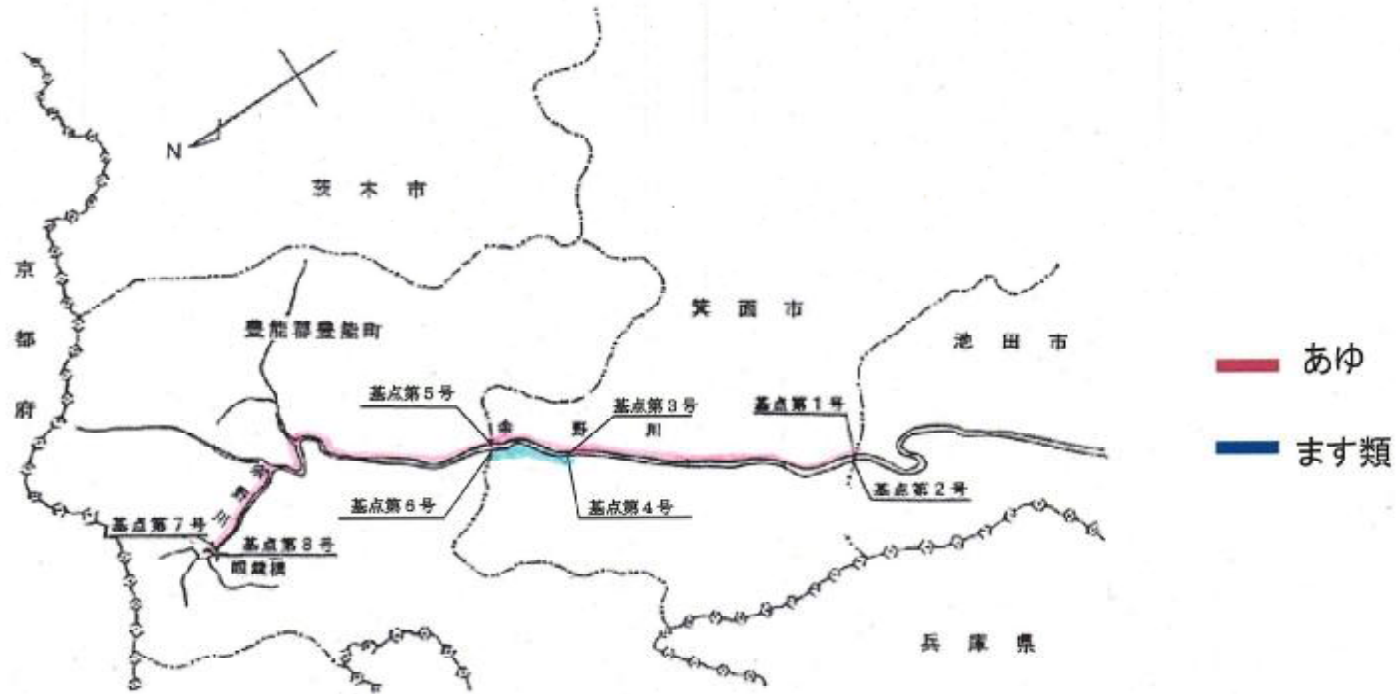 N
茨木市
京都府
豊能郡豊能町
箕面市
池田市
あゆ
ます類
基点第5号
基点第3号
基点第1号
余野川
基点第6号
基点第4号
基点第2号
基点第7号
基点第8号
兵庫県